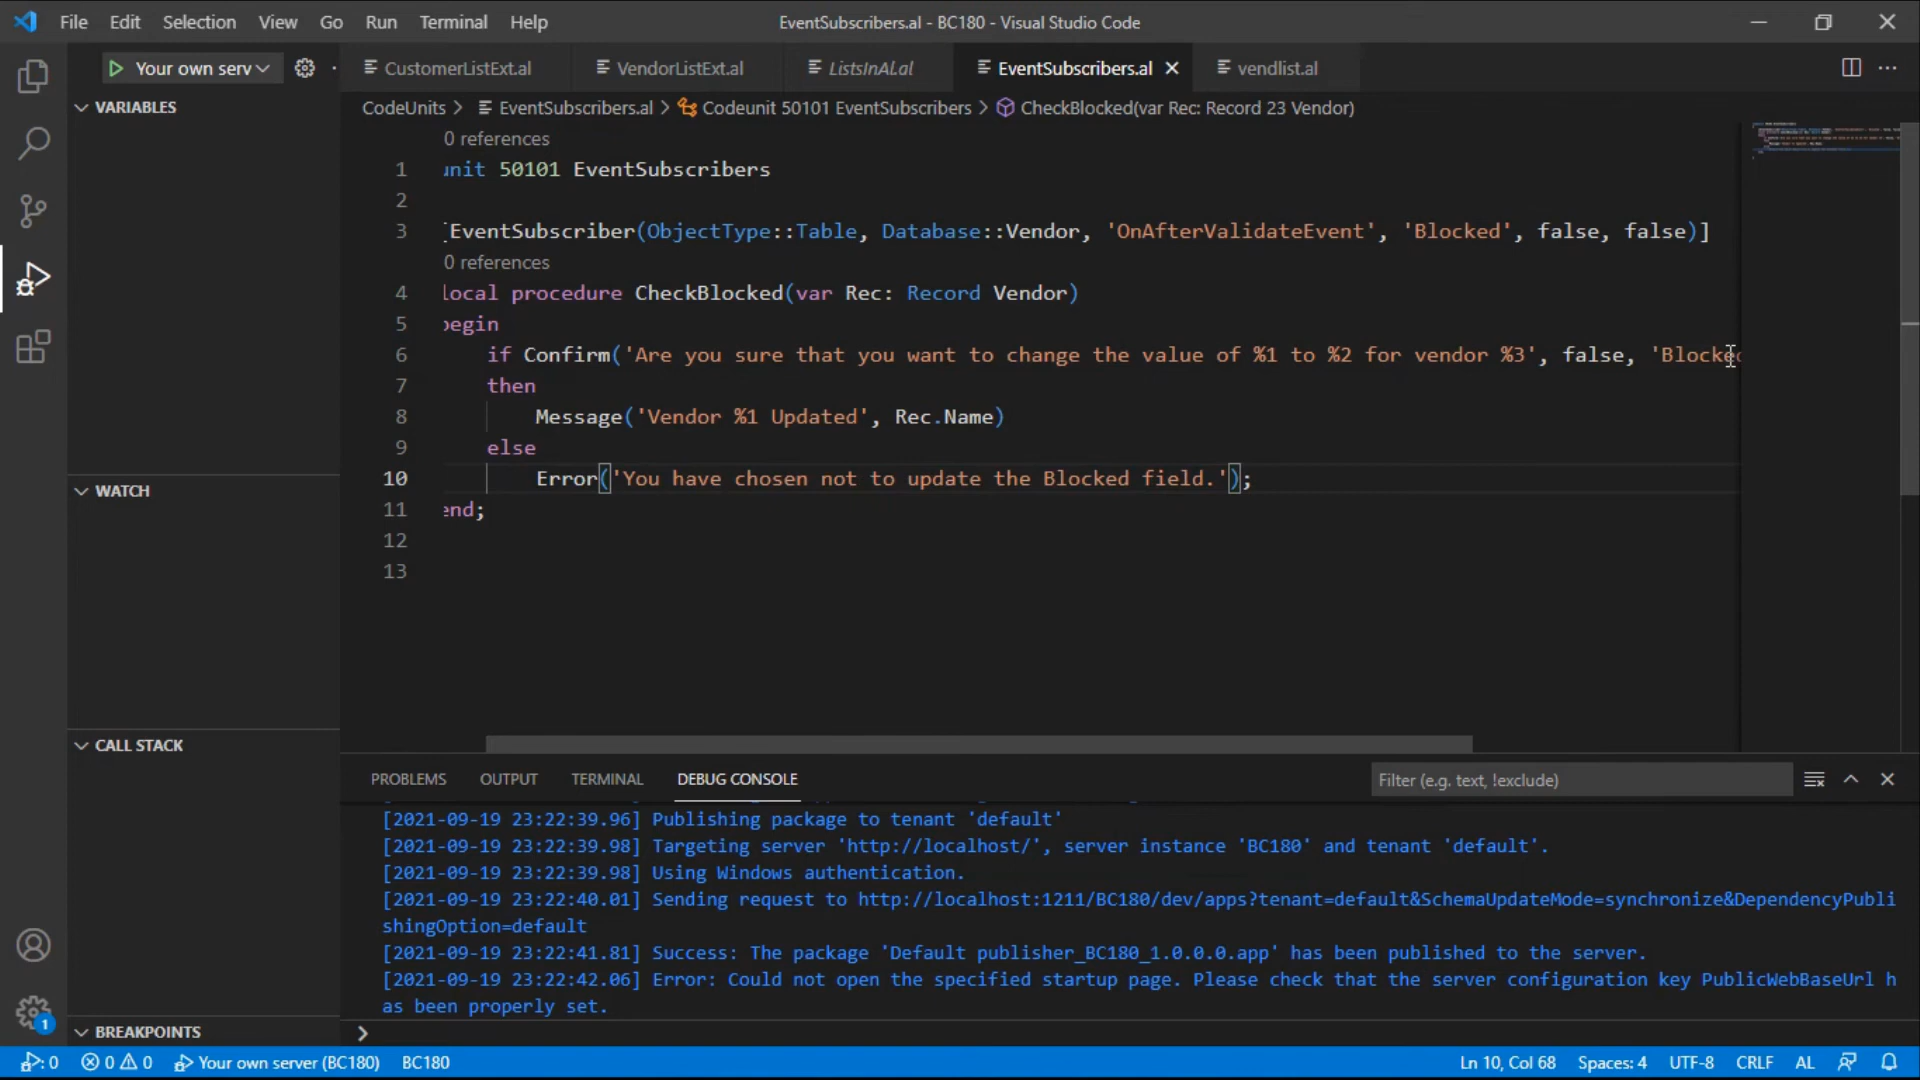 File Edit Selection View Go Run Terminal Help EventSubscribers.al - BC180 - Visual Studio Code
Your own serv CustomerListExt.al VendorListExt.al ListsInAl.al EventSubscribers.al vendlist.al
VARIABLES
CodeUnits > EventSubscribers.al > Codeunit 50101 EventSubscribers > CheckBlocked(var Rec: Record 23 Vendor)
0 references
1 unit 50101 EventSubscribers
2
3 [EventSubscriber(ObjectType::Table, Database::Vendor, 'OnAfterValidateEvent', 'Blocked', false, false)]
0 references
4 local procedure CheckBlocked(var Rec: Record Vendor)
5 begin
6 if Confirm('Are you sure that you want to change the value of %1 to %2 for vendor %3', false, 'Blocked
7 then
8 Message('Vendor %1 Updated', Rec.Name)
9 else
10 Error('You have chosen not to update the Blocked field.');
11 end;
12
13
WATCH
CALL STACK
BREAKPOINTS
PROBLEMS OUTPUT TERMINAL DEBUG CONSOLE Filter (e.g. text, !exclude)
[2021-09-19 23:22:39.96] Publishing package to tenant 'default'
[2021-09-19 23:22:39.98] Targeting server 'http://localhost/', server instance 'BC180' and tenant 'default'.
[2021-09-19 23:22:39.98] Using Windows authentication.
[2021-09-19 23:22:40.01] Sending request to http://localhost:1211/BC180/dev/apps?tenant=default&SchemaUpdateMode=synchronize&DependencyPubli
shingOption=default
[2021-09-19 23:22:41.81] Success: The package 'Default publisher_BC180_1.0.0.0.app' has been published to the server.
[2021-09-19 23:22:42.06] Error: Could not open the specified startup page. Please check that the server configuration key PublicWebBaseUrl h
as been properly set.
>
1
0 0 0 Your own server (BC180) BC180 Ln 10, Col 68 Spaces: 4 UTF-8 CRLF AL